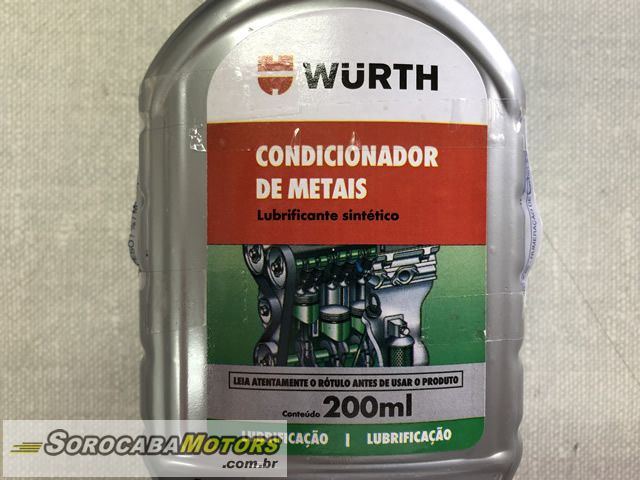 WÜRTH
CONDICIONADOR
DE METAIS
Lubrificante sintético
LEIA ATENTAMENTE O RÓTULO ANTES DE USAR O PRODUTO
Conteúdo 200ml
LUBRIFICAÇÃO | LUBRIFICAÇÃO
SOROCABAMOTORS
.com.br